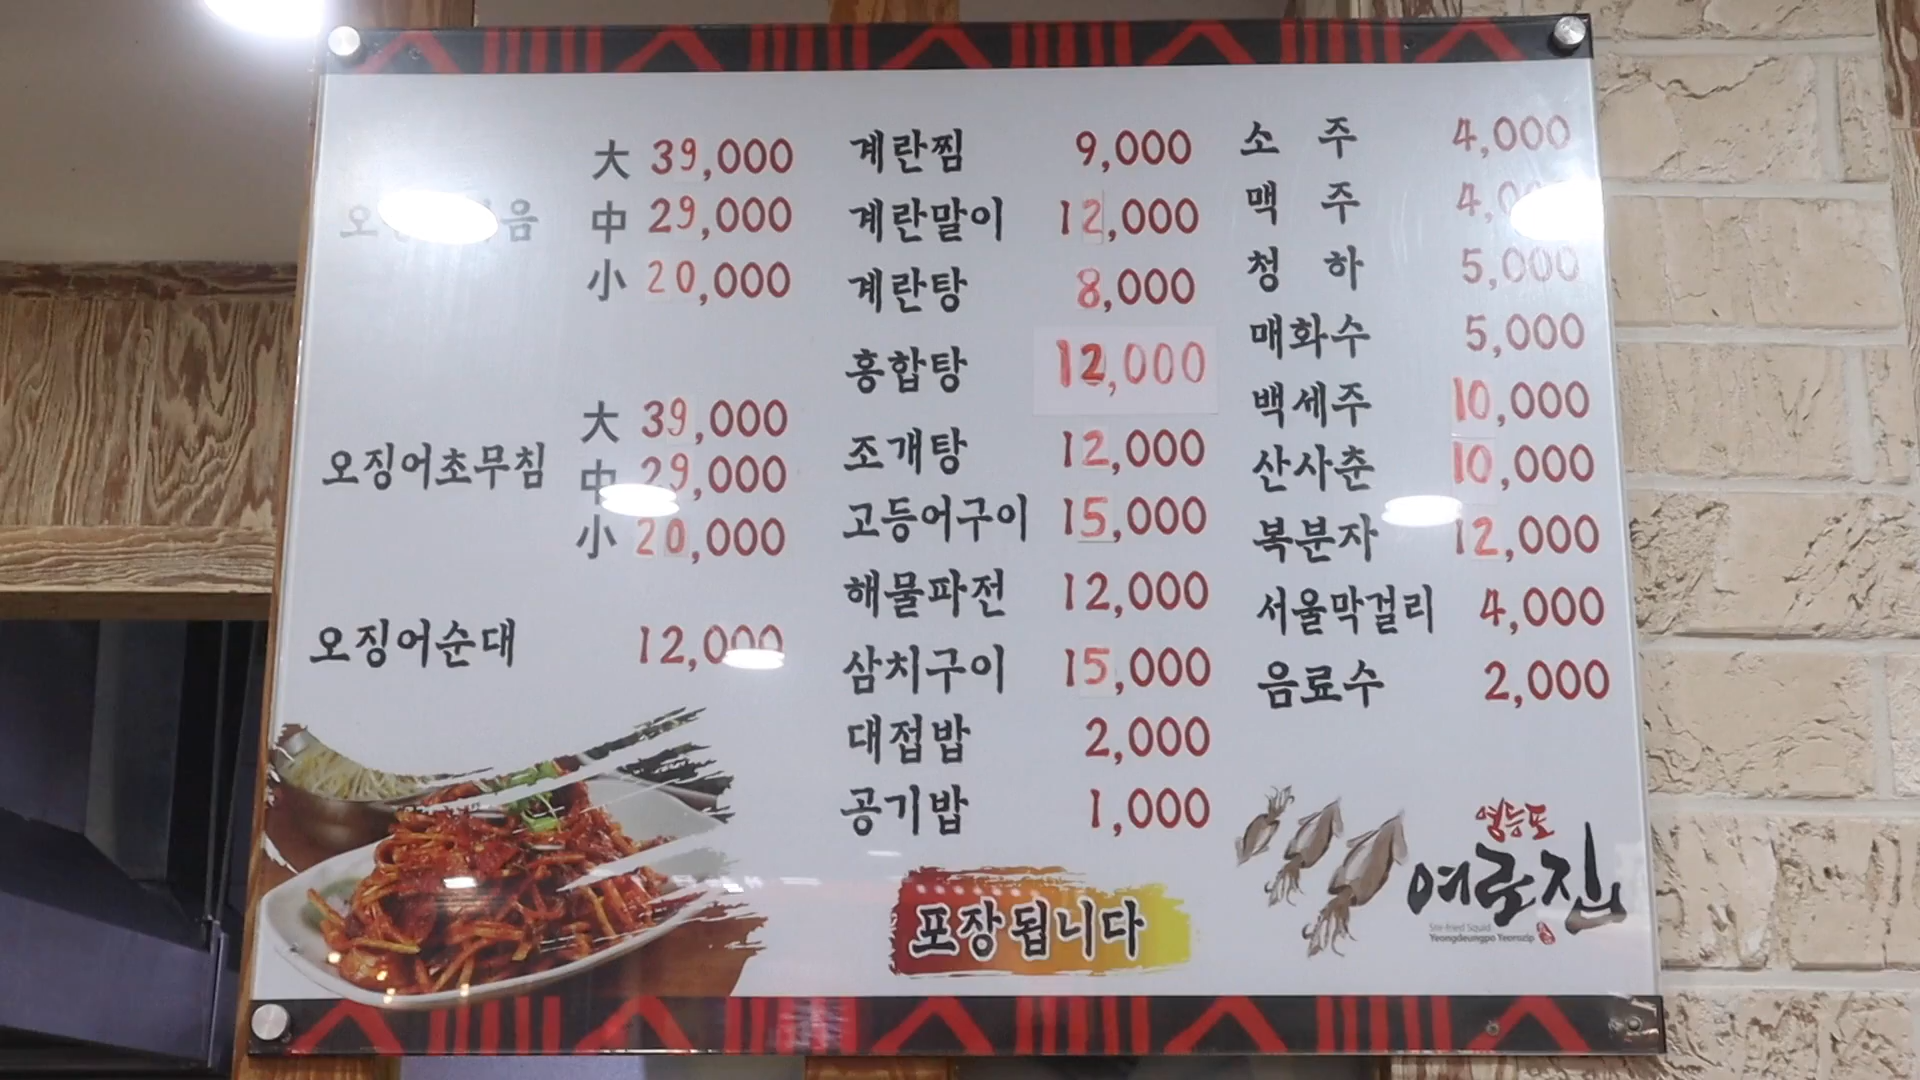 大 39,000
中 29,000
小 20,000
오징어초무침
大 39,000
中 29,000
小 20,000
오징어순대 12,000
계란찜 9,000
계란말이 12,000
계란탕 8,000
홍합탕 12,000
조개탕 12,000
고등어구이 15,000
해물파전 12,000
삼치구이 15,000
대접밥 2,000
공기밥 1,000
포장됩니다
소 주 4,000
맥 주
청 하 5,000
매화수 5,000
백세주 10,000
산사춘 10,000
복분자 12,000
서울막걸리 4,000
음료수 2,000
영등포
여로집
Stir-fried Squid
Yeongdeungpo Yeorozip